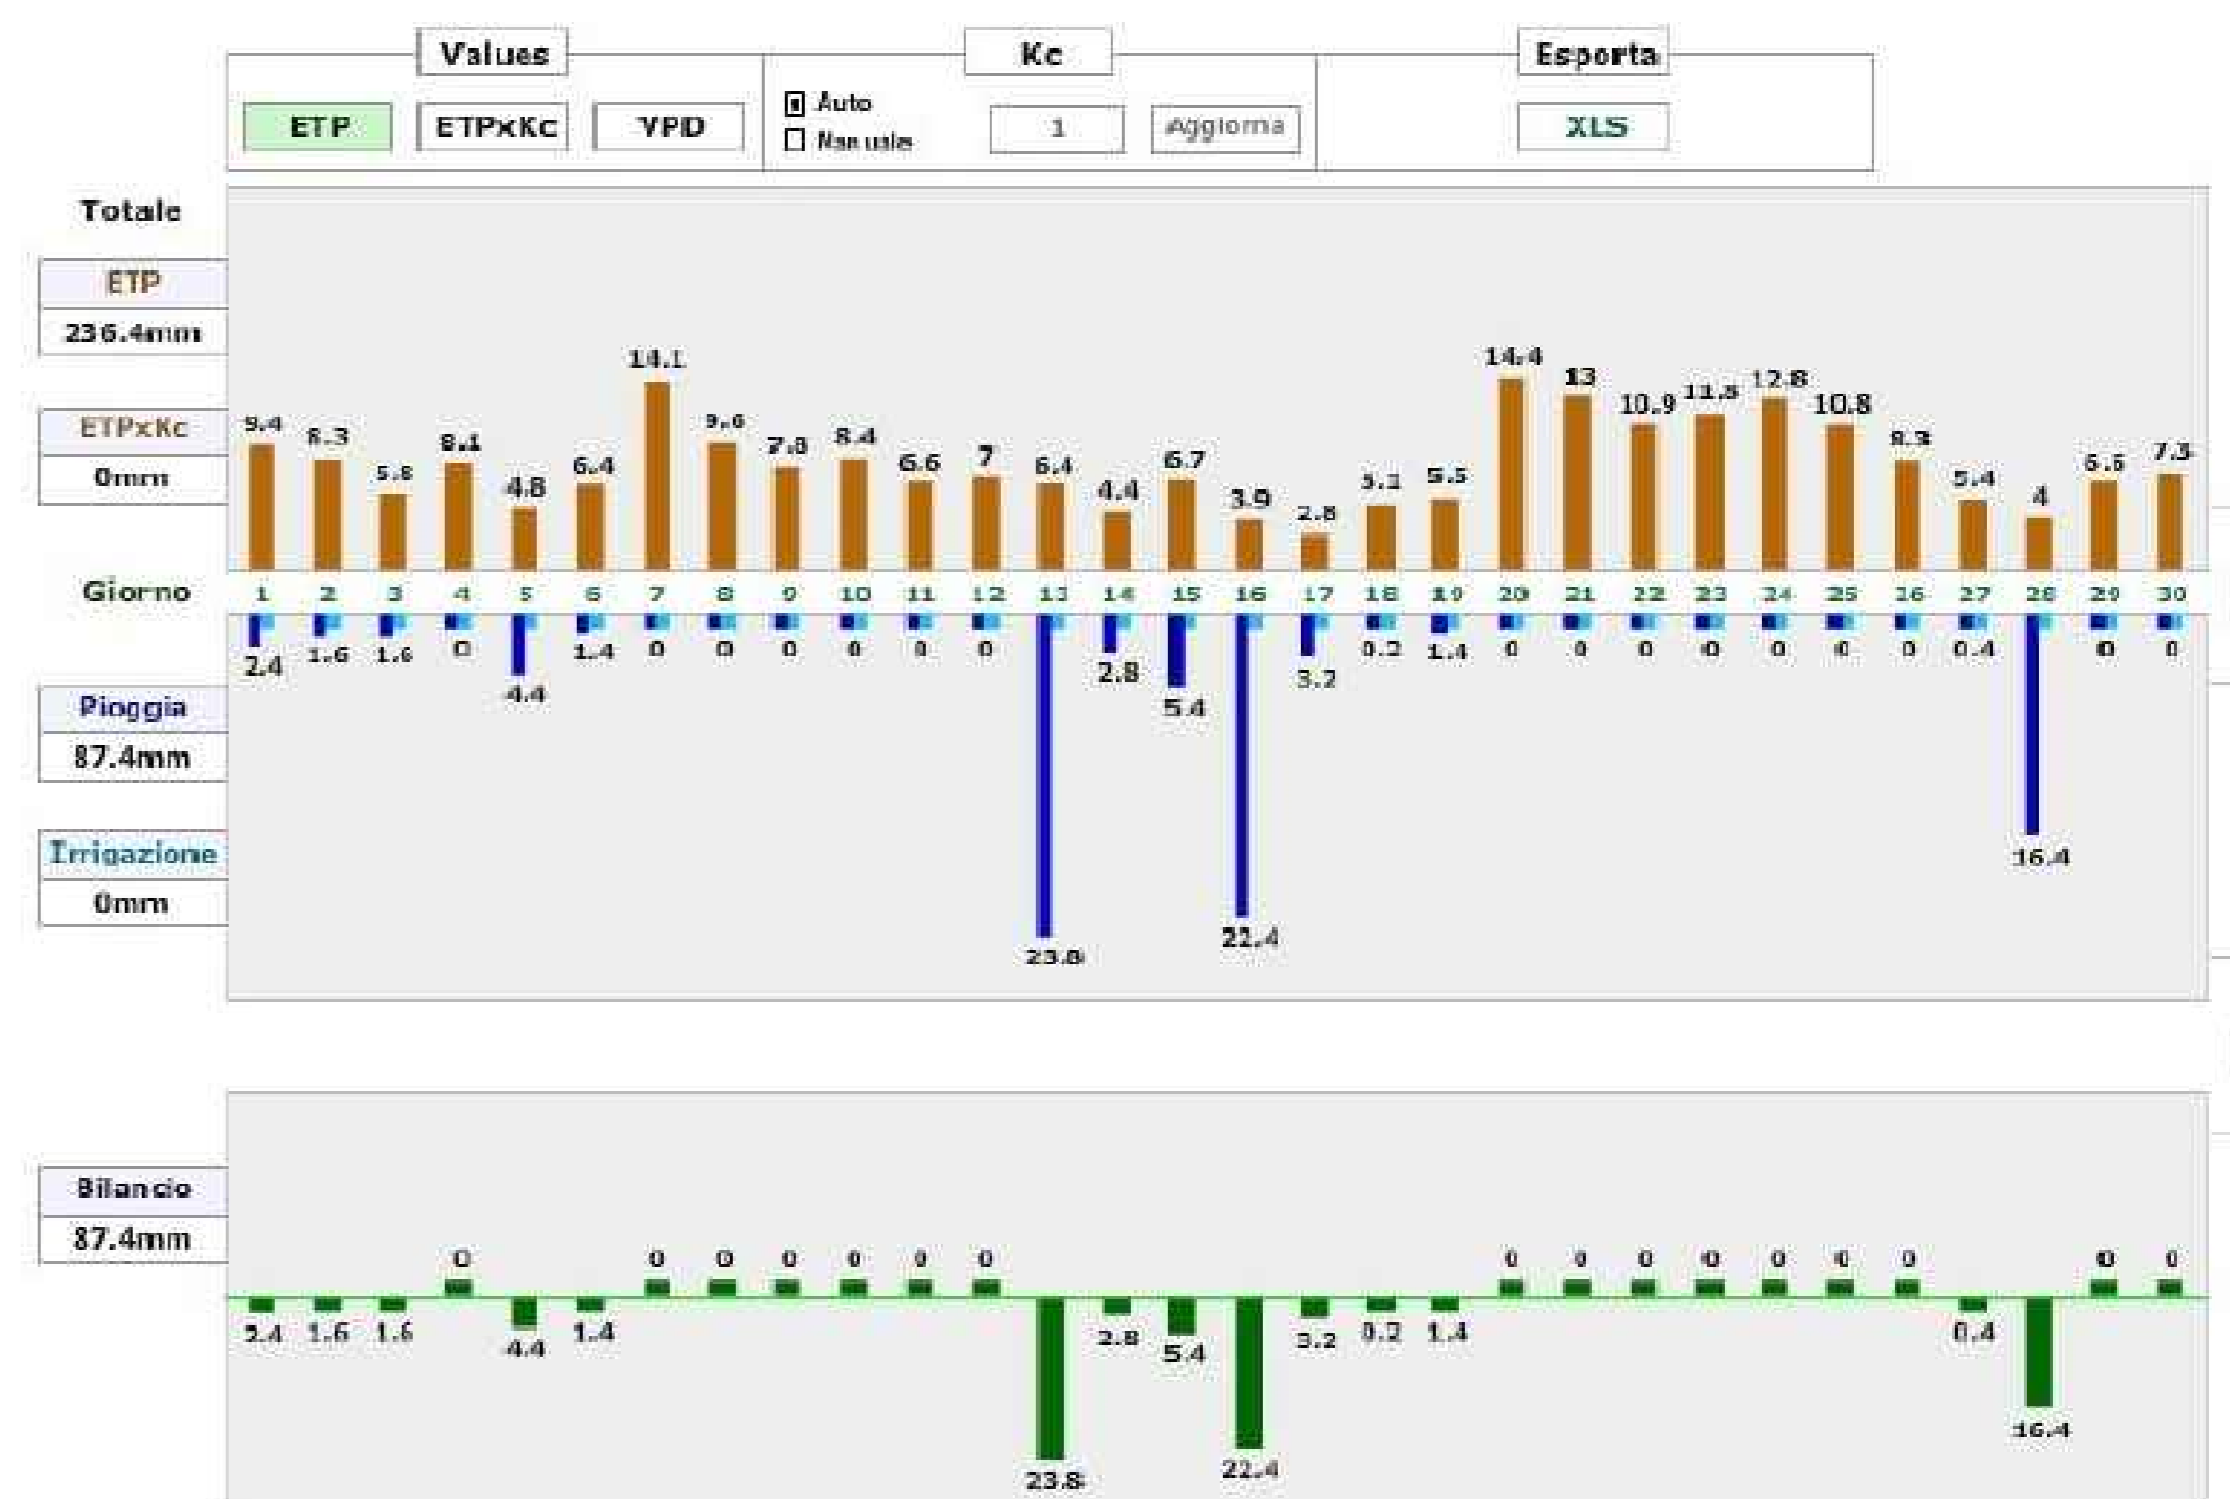 Values Kc Esporta
ETP ETPxKc VPD Auto 1 Aggiorna XLS
Totale
ETP
236.4mm
ETPxKc
0mm
9.4 8.3 5.8 8.1 4.8 6.4 14.1 9.6 7.8 8.4 6.6 7 6.4 4.4 6.7 3.9 2.8 5.1 5.5 14.4 13 10.9 12.8 10.8 8.3 5.4 4 7.3
Giorno 1 2 3 4 5 6 7 8 9 10 11 12 13 14 15 16 17 18 19 20 21 22 23 24 25 26 27 28 29 30
2.4 1.6 1.6 0 4.4 1.4 0 0 0 0 0 0 23.8 2.8 5.4 22.4 3.2 0.2 1.4 0 0 0 0 0 0 0 0.4 16.4 0 0
Pioggia
87.4mm
Irrigazione
0mm
Bilancio
87.4mm
0 0 0 0 0 0 0 0 0 0 0 0 0 0 0 0
2.4 1.6 1.6 4.4 1.4 23.8 2.8 5.4 22.4 3.2 0.2 1.4 0.4 16.4